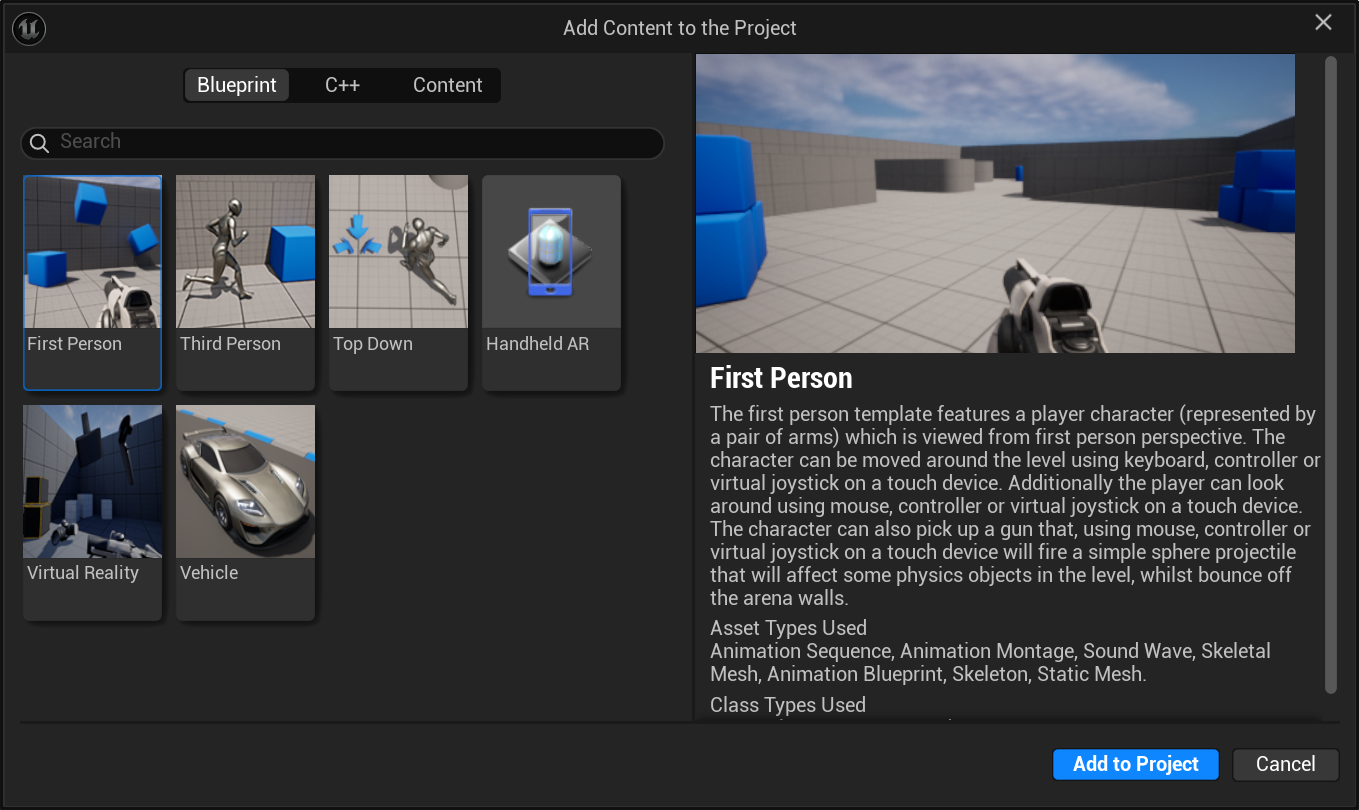 Add Content to the Project
Blueprint
C++
Content
Search
First Person
Third Person
Top Down
Handheld AR
Virtual Reality
Vehicle
First Person
The first person template features a player character (represented by
a pair of arms) which is viewed from first person perspective. The
character can be moved around the level using keyboard, controller or
virtual joystick on a touch device. Additionally the player can look
around using mouse, controller or virtual joystick on a touch device.
The character can also pick up a gun that, using mouse, controller or
virtual joystick on a touch device will fire a simple sphere projectile
that will affect some physics objects in the level, whilst bounce off
the arena walls.
Asset Types Used
Animation Sequence, Animation Montage, Sound Wave, Skeletal
Mesh, Animation Blueprint, Skeleton, Static Mesh.
Class Types Used
Add to Project
Cancel